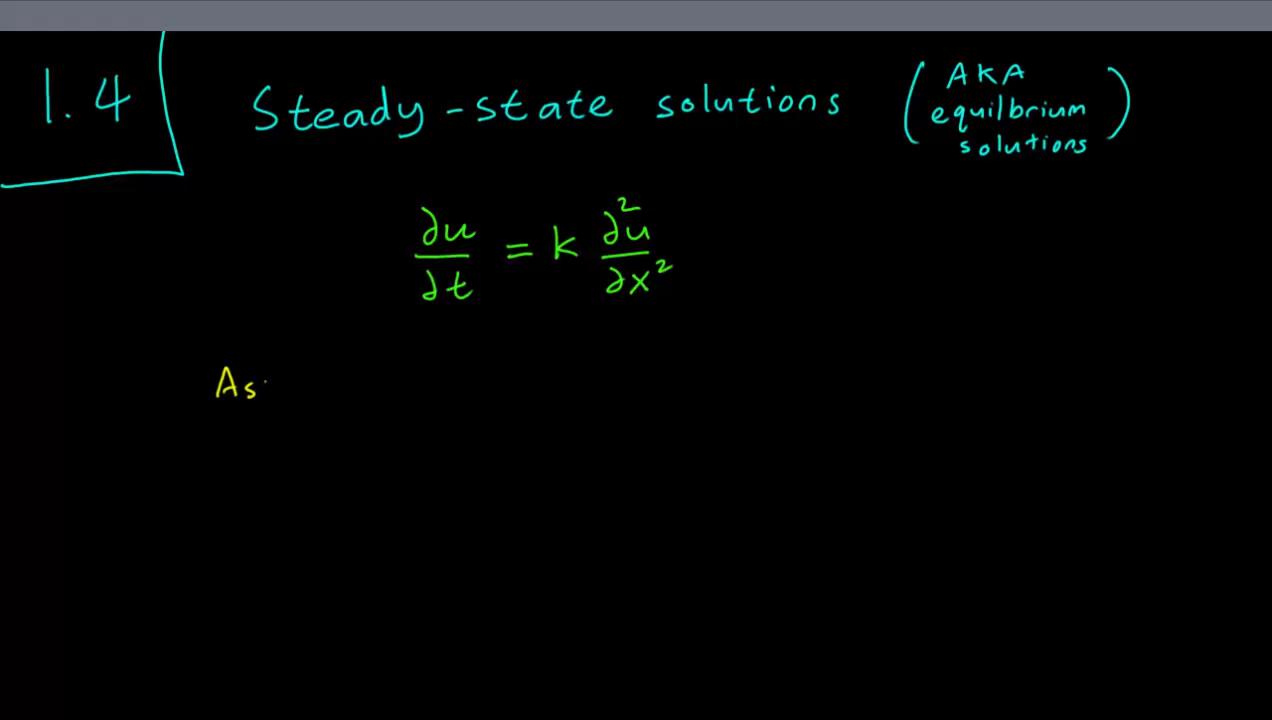 1.4 Steady-state solutions (AKA equilbrium solutions)
∂u/∂t = k ∂²u/∂x²
As